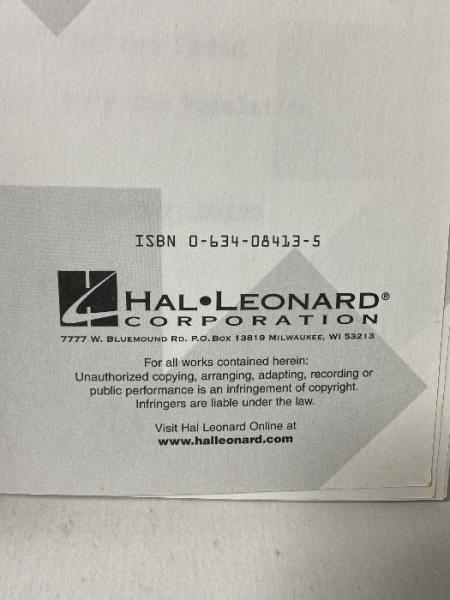 ISBN 0-634-08413-5
HAL•LEONARD®
CORPORATION
7777 W. BLUEMOUND RD. P.O. BOX 13819 MILWAUKEE, WI 53213
For all works contained herein:
Unauthorized copying, arranging, adapting, recording or
public performance is an infringement of copyright.
Infringers are liable under the law.
Visit Hal Leonard Online at
www.halleonard.com